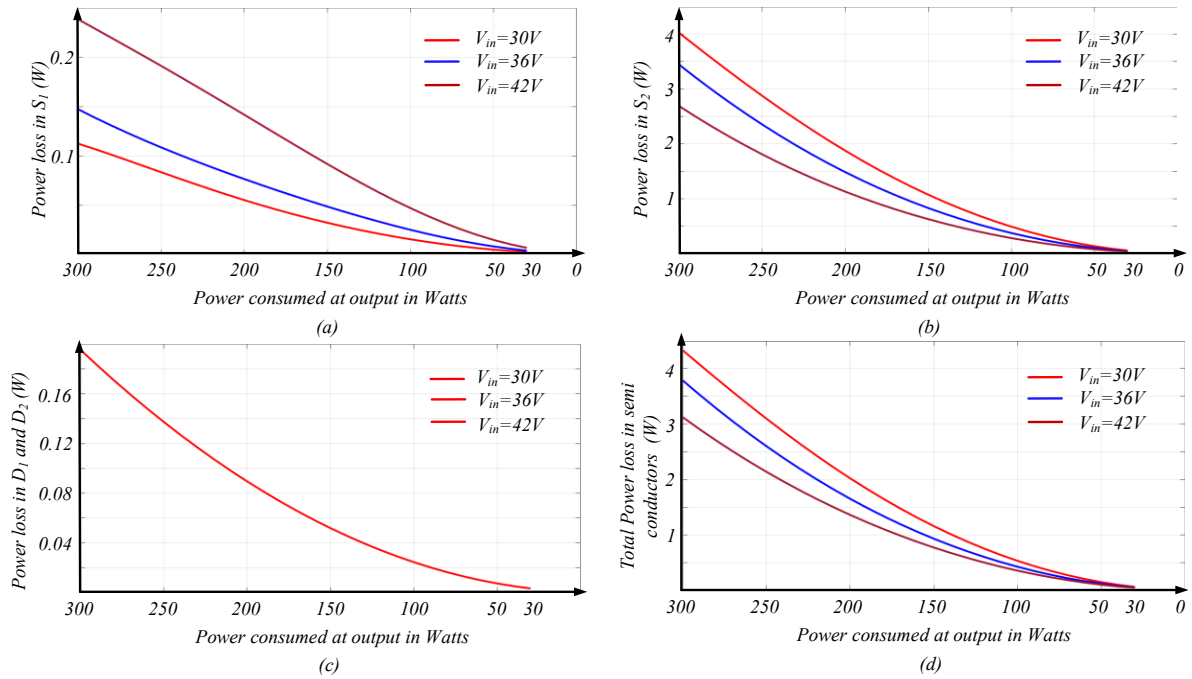 Power loss in S1 (W)
0.2
0.1
Vin=30V
Vin=36V
Vin=42V
300 250 200 150 100 50 0
Power consumed at output in Watts
(a)
Power loss in S2 (W)
4
3
2
1
Vin=30V
Vin=36V
Vin=42V
300 250 200 150 100 50 0
Power consumed at output in Watts
(b)
Power loss in D1 and D2 (W)
0.16
0.12
0.08
0.04
Vin=30V
Vin=36V
Vin=42V
300 250 200 150 100 50 30
Power consumed at output in Watts
(c)
Total Power loss in semi
conductors (W)
4
3
2
1
Vin=30V
Vin=36V
Vin=42V
300 250 200 150 100 50 0
Power consumed at output in Watts
(d)